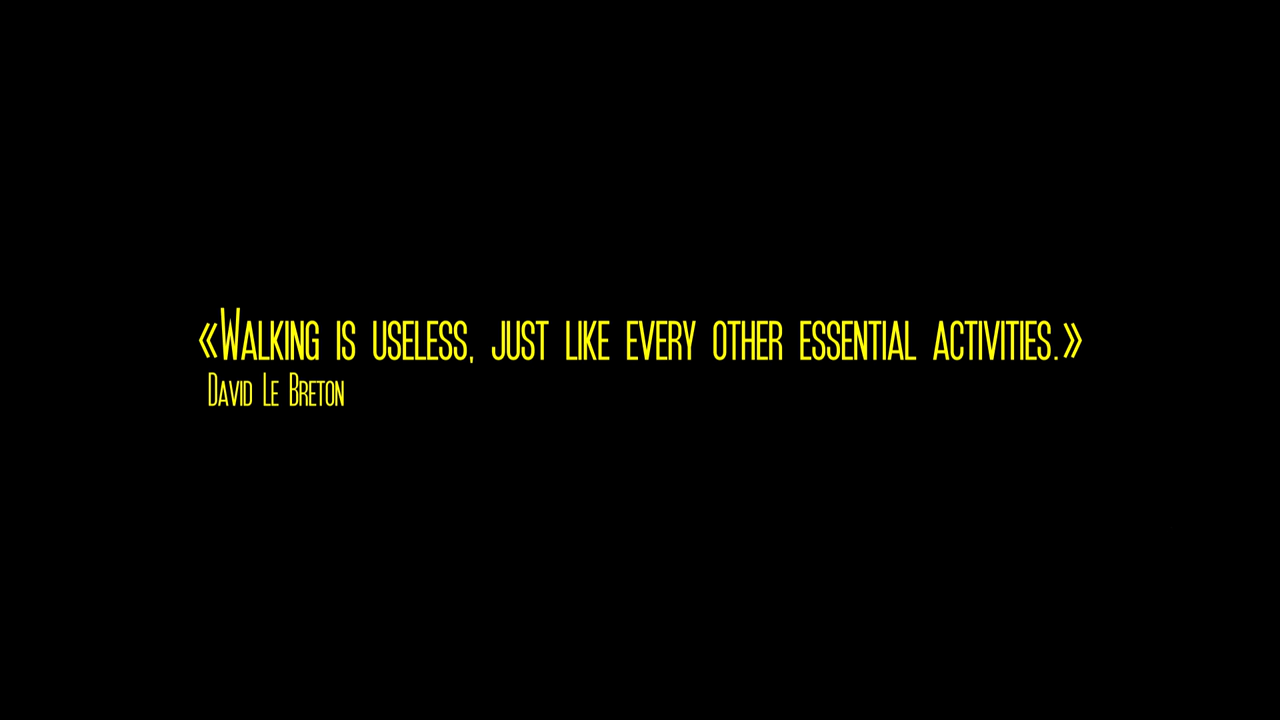 «Walking is useless, just like every other essential activities.»
David Le Breton